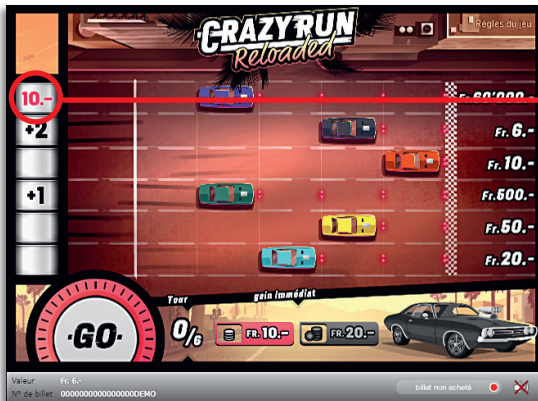 CRAZY RUN
Reloaded
Règles du jeu
10.-
Fr. 60'000.-
+2
Fr. 6.-
Fr. 10.-
+1
Fr. 500.-
Fr. 50.-
Fr. 20.-
Tour
gain immédiat
GO
0/6
FR. 10.-
FR. 20.-
Valeur Fr. 6.-
N° de billet 0000000000000000DEMO
billet non acheté